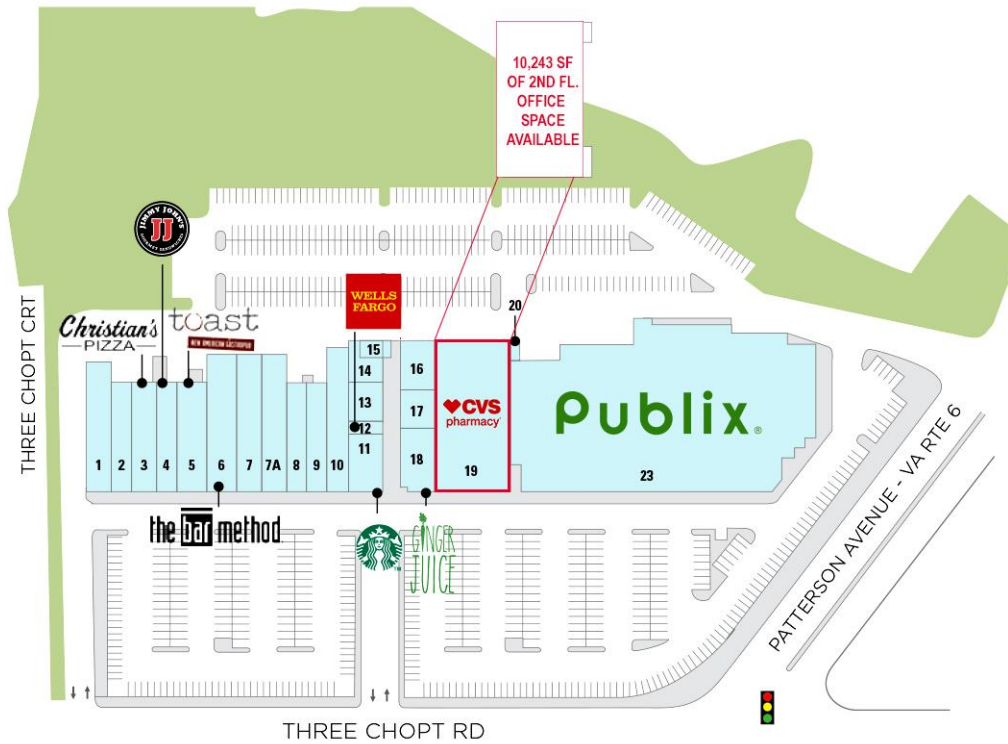 10,243 SF
OF 2ND FL.
OFFICE
SPACE
AVAILABLE
JIMMY JOHN'S
JJ
GOURMET SANDWICHES
WELLS
FARGO
20
Christian's
PIZZA
toast
NEW AMERICAN GASTROPUB
THREE CHOPT CRT
15
14
13
12
11
16
17
18
CVS
pharmacy
19
Publix®
23
1
2
3
4
5
6
7
7A
8
9
10
the bar method.
GINGER
JUICE
PATTERSON AVENUE - VA RTE 6
THREE CHOPT RD